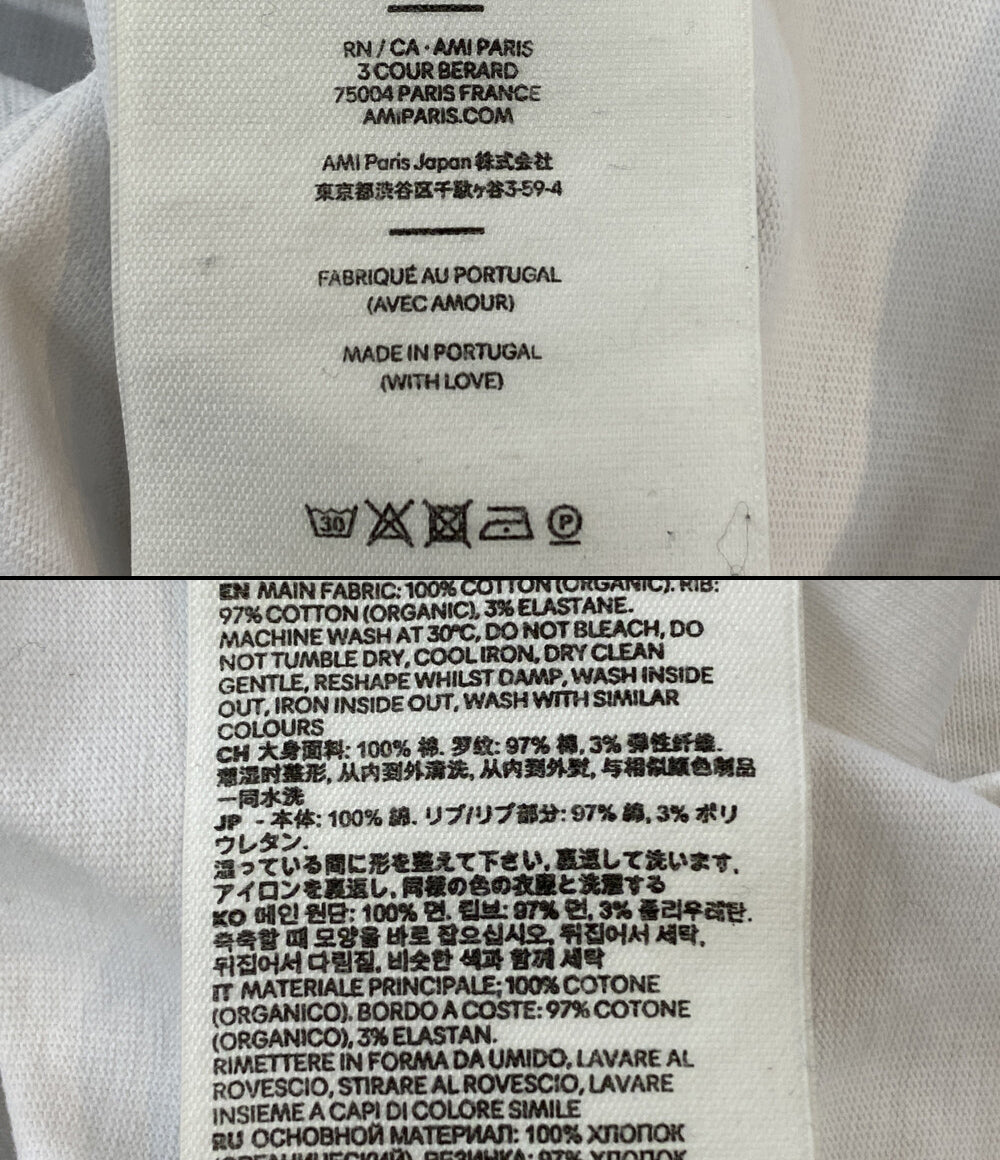 RN / CA · AMI PARIS
3 COUR BERARD
75004 PARIS FRANCE
AMIPARIS.COM
AMI Paris Japan 株式会社
東京都渋谷区千駄ヶ谷3-59-4
FABRIQUÉ AU PORTUGAL
(AVEC AMOUR)
MADE IN PORTUGAL
(WITH LOVE)
30 P
EN MAIN FABRIC: 100% COTTON (ORGANIC). RIB:
97% COTTON (ORGANIC), 3% ELASTANE.
MACHINE WASH AT 30°C, DO NOT BLEACH, DO
NOT TUMBLE DRY, COOL IRON, DRY CLEAN
GENTLE, RESHAPE WHILST DAMP, WASH INSIDE
OUT, IRON INSIDE OUT, WASH WITH SIMILAR
COLOURS
CH 大身面料: 100% 棉. 罗纹: 97% 棉, 3% 弹性纤维.
潮湿时整形, 从内到外清洗, 从内到外熨, 与相似颜色制品
一同水洗
JP - 本体: 100% 綿. リブ/リブ部分: 97% 綿, 3% ポリ
ウレタン.
湿っている間に形を整えて下さい, 裏返して洗います,
アイロンを裏返し, 同様の色の衣服と洗濯する
KO 메인 원단: 100% 면. 립브: 97% 면, 3% 폴리우레탄.
축축할 때 모양을 바로 잡으십시오, 뒤집어서 세탁,
뒤집어서 다림질, 비슷한 색과 함께 세탁
IT MATERIALE PRINCIPALE: 100% COTONE
(ORGANICO). BORDO A COSTE: 97% COTONE
(ORGANICO), 3% ELASTAN.
RIMETTERE IN FORMA DA UMIDO, LAVARE AL
ROVESCIO, STIRARE AL ROVESCIO, LAVARE
INSIEME A CAPI DI COLORE SIMILE
RU ОСНОВНОЙ МАТЕРИАЛ: 100% ХЛОПОК
(ОРГАНИЧЕСКИЙ). РЕЗИНКА: 97% ХЛОПОК